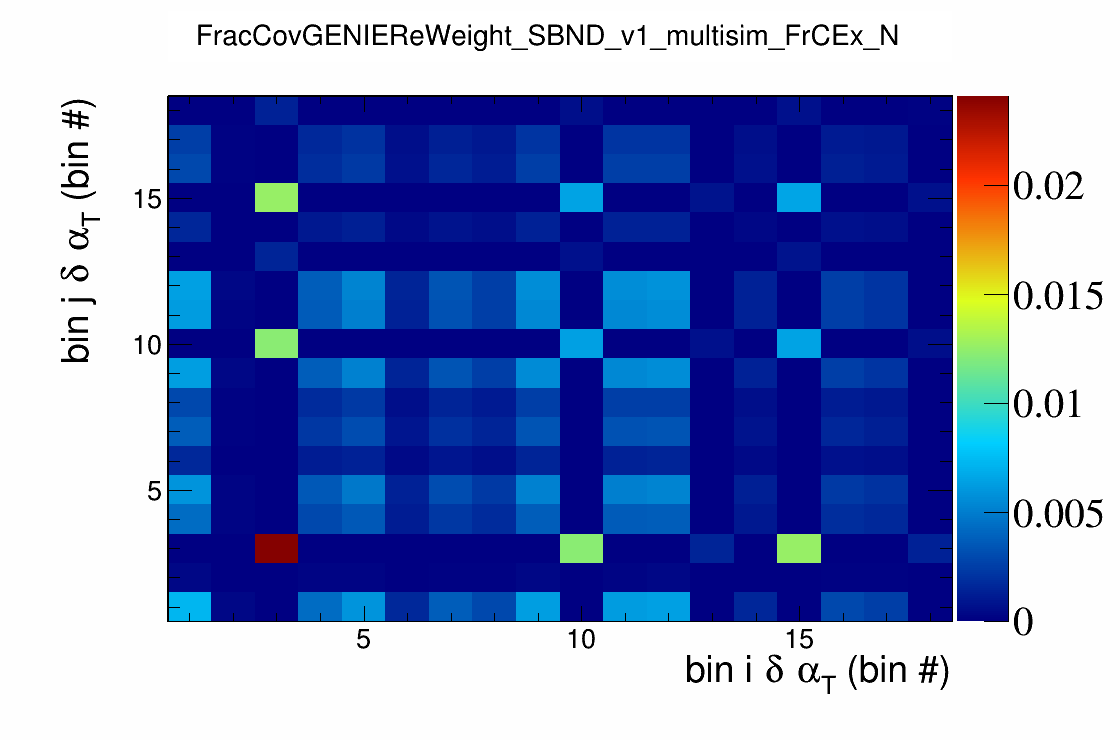 FracCovGENIEReWeight_SBND_v1_multisim_FrCEx_N
bin j δ α_T (bin #)
15
10
5
5 10 15
bin i δ α_T (bin #)
0.02
0.015
0.01
0.005
0